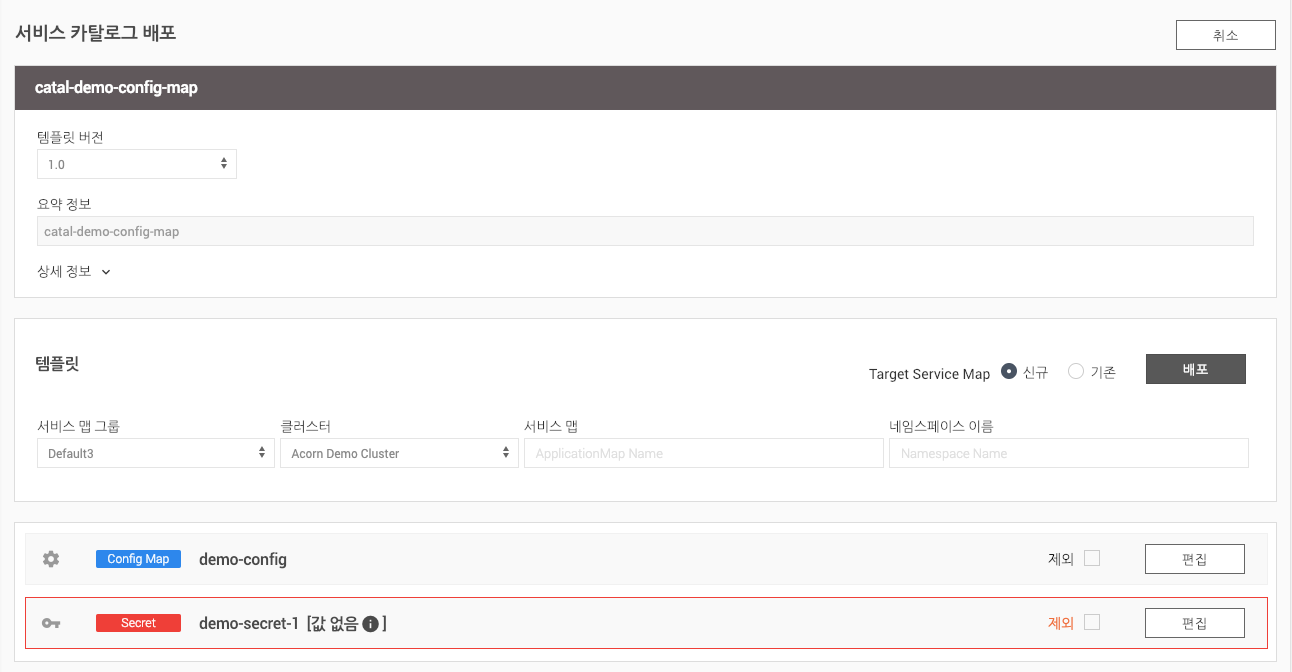 서비스 카탈로그 배포
취소
catal-demo-config-map
템플릿 버전
1.0
요약 정보
catal-demo-config-map
상세 정보
템플릿
Target Service Map 신규 기존 배포
서비스 맵 그룹 클러스터 서비스 맵 네임스페이스 이름
Default3 Acorn Demo Cluster ApplicationMap Name Namespace Name
Config Map demo-config 제외 편집
Secret demo-secret-1 [값 없음 i ] 제외 편집